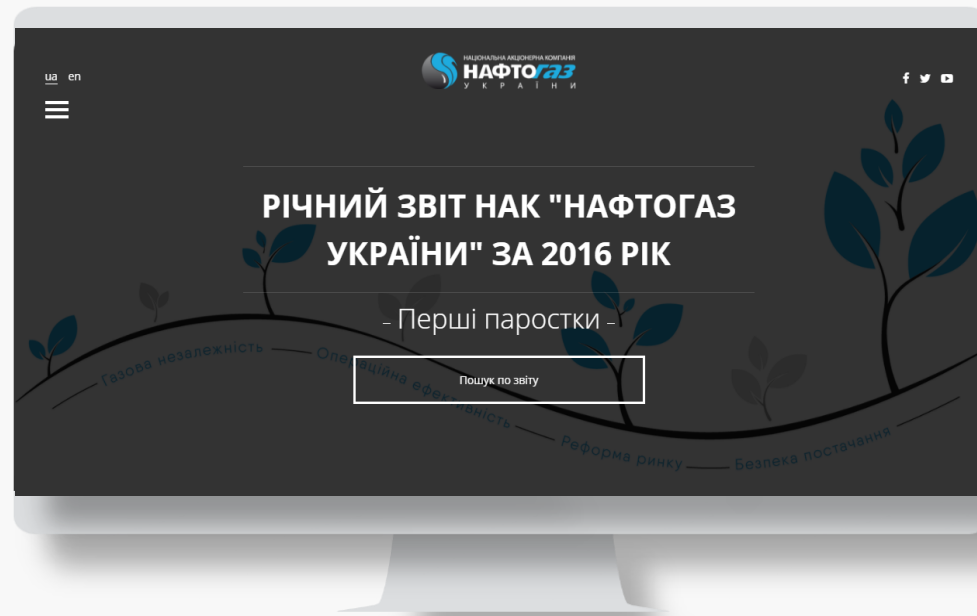 ua en
НАЦІОНАЛЬНА АКЦІОНЕРНА КОМПАНІЯ
НАФТОГАЗ
УКРАЇНИ
РІЧНИЙ ЗВІТ НАК "НАФТОГАЗ
УКРАЇНИ" ЗА 2016 РІК
– Перші паростки –
Пошук по звіту
Газова незалежність
Операційна ефективність
Реформа ринку
Безпека постачання